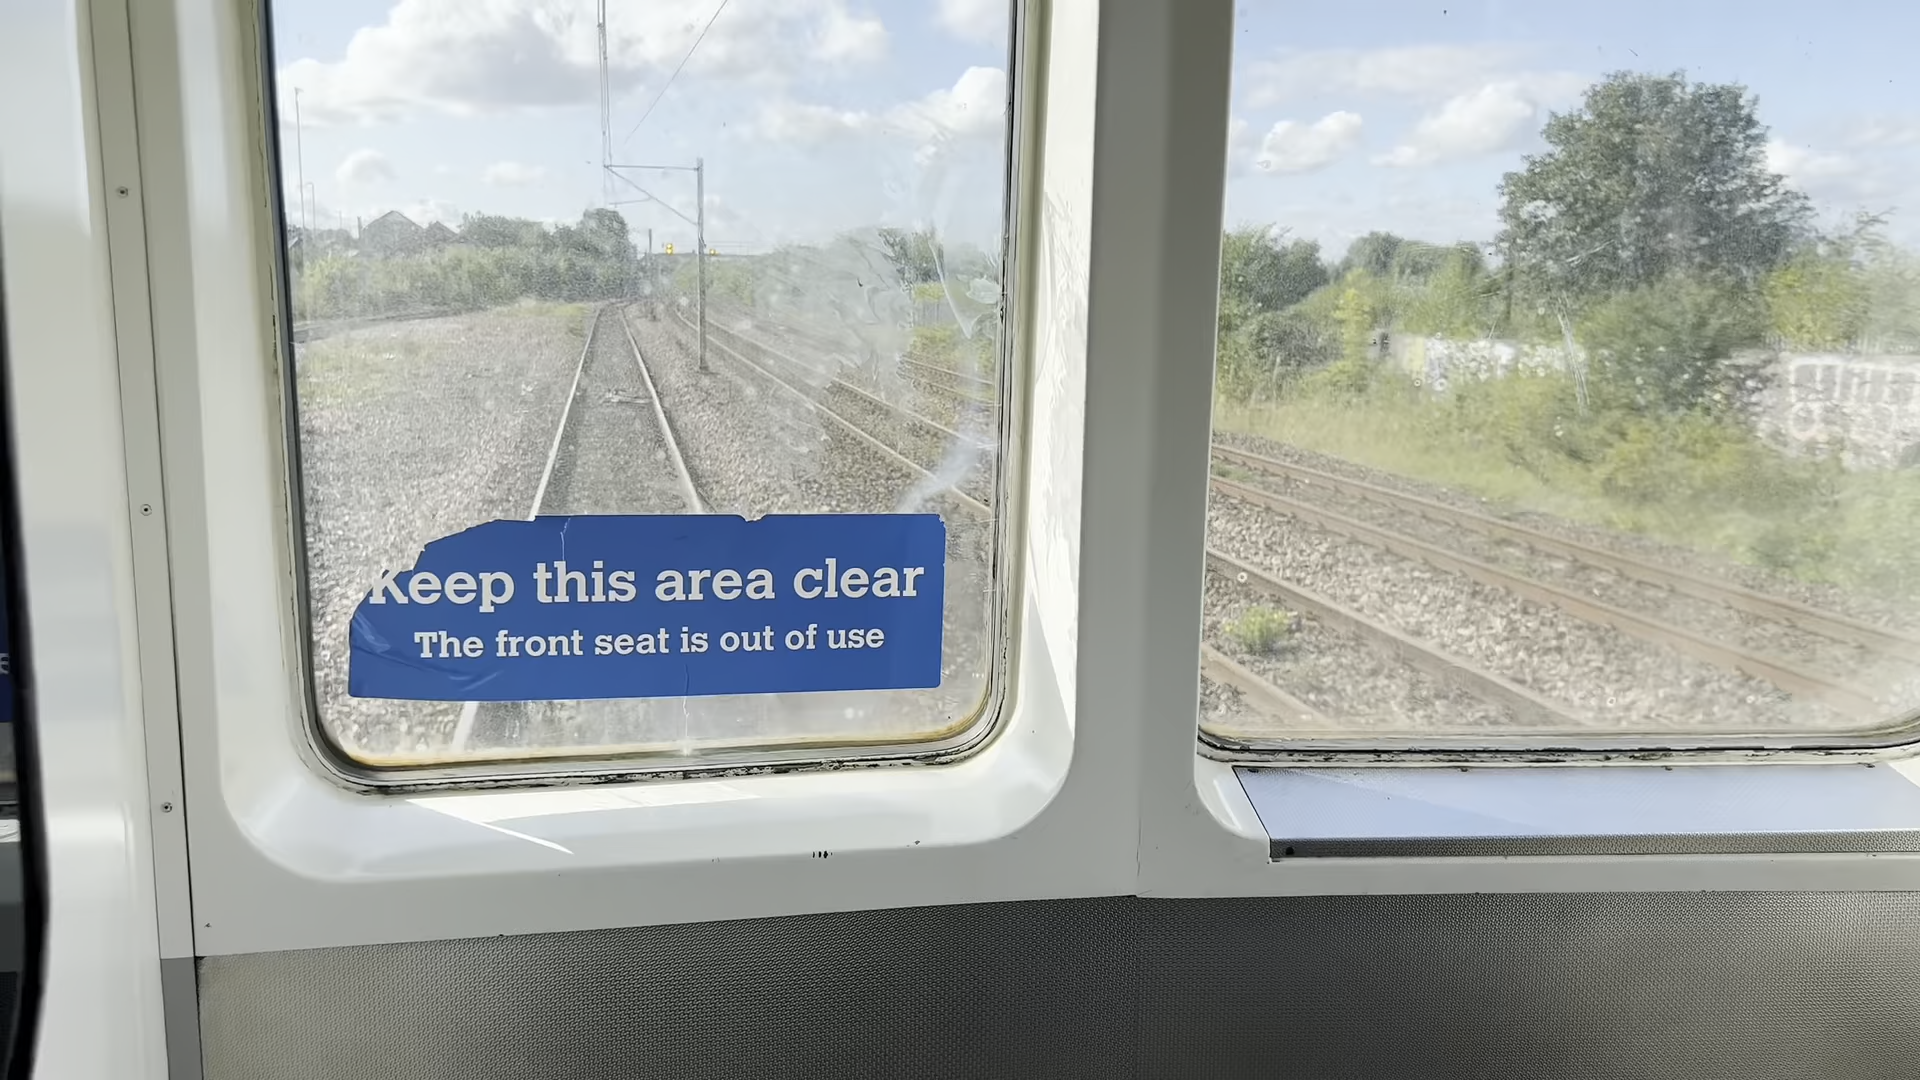 Keep this area clear
The front seat is out of use